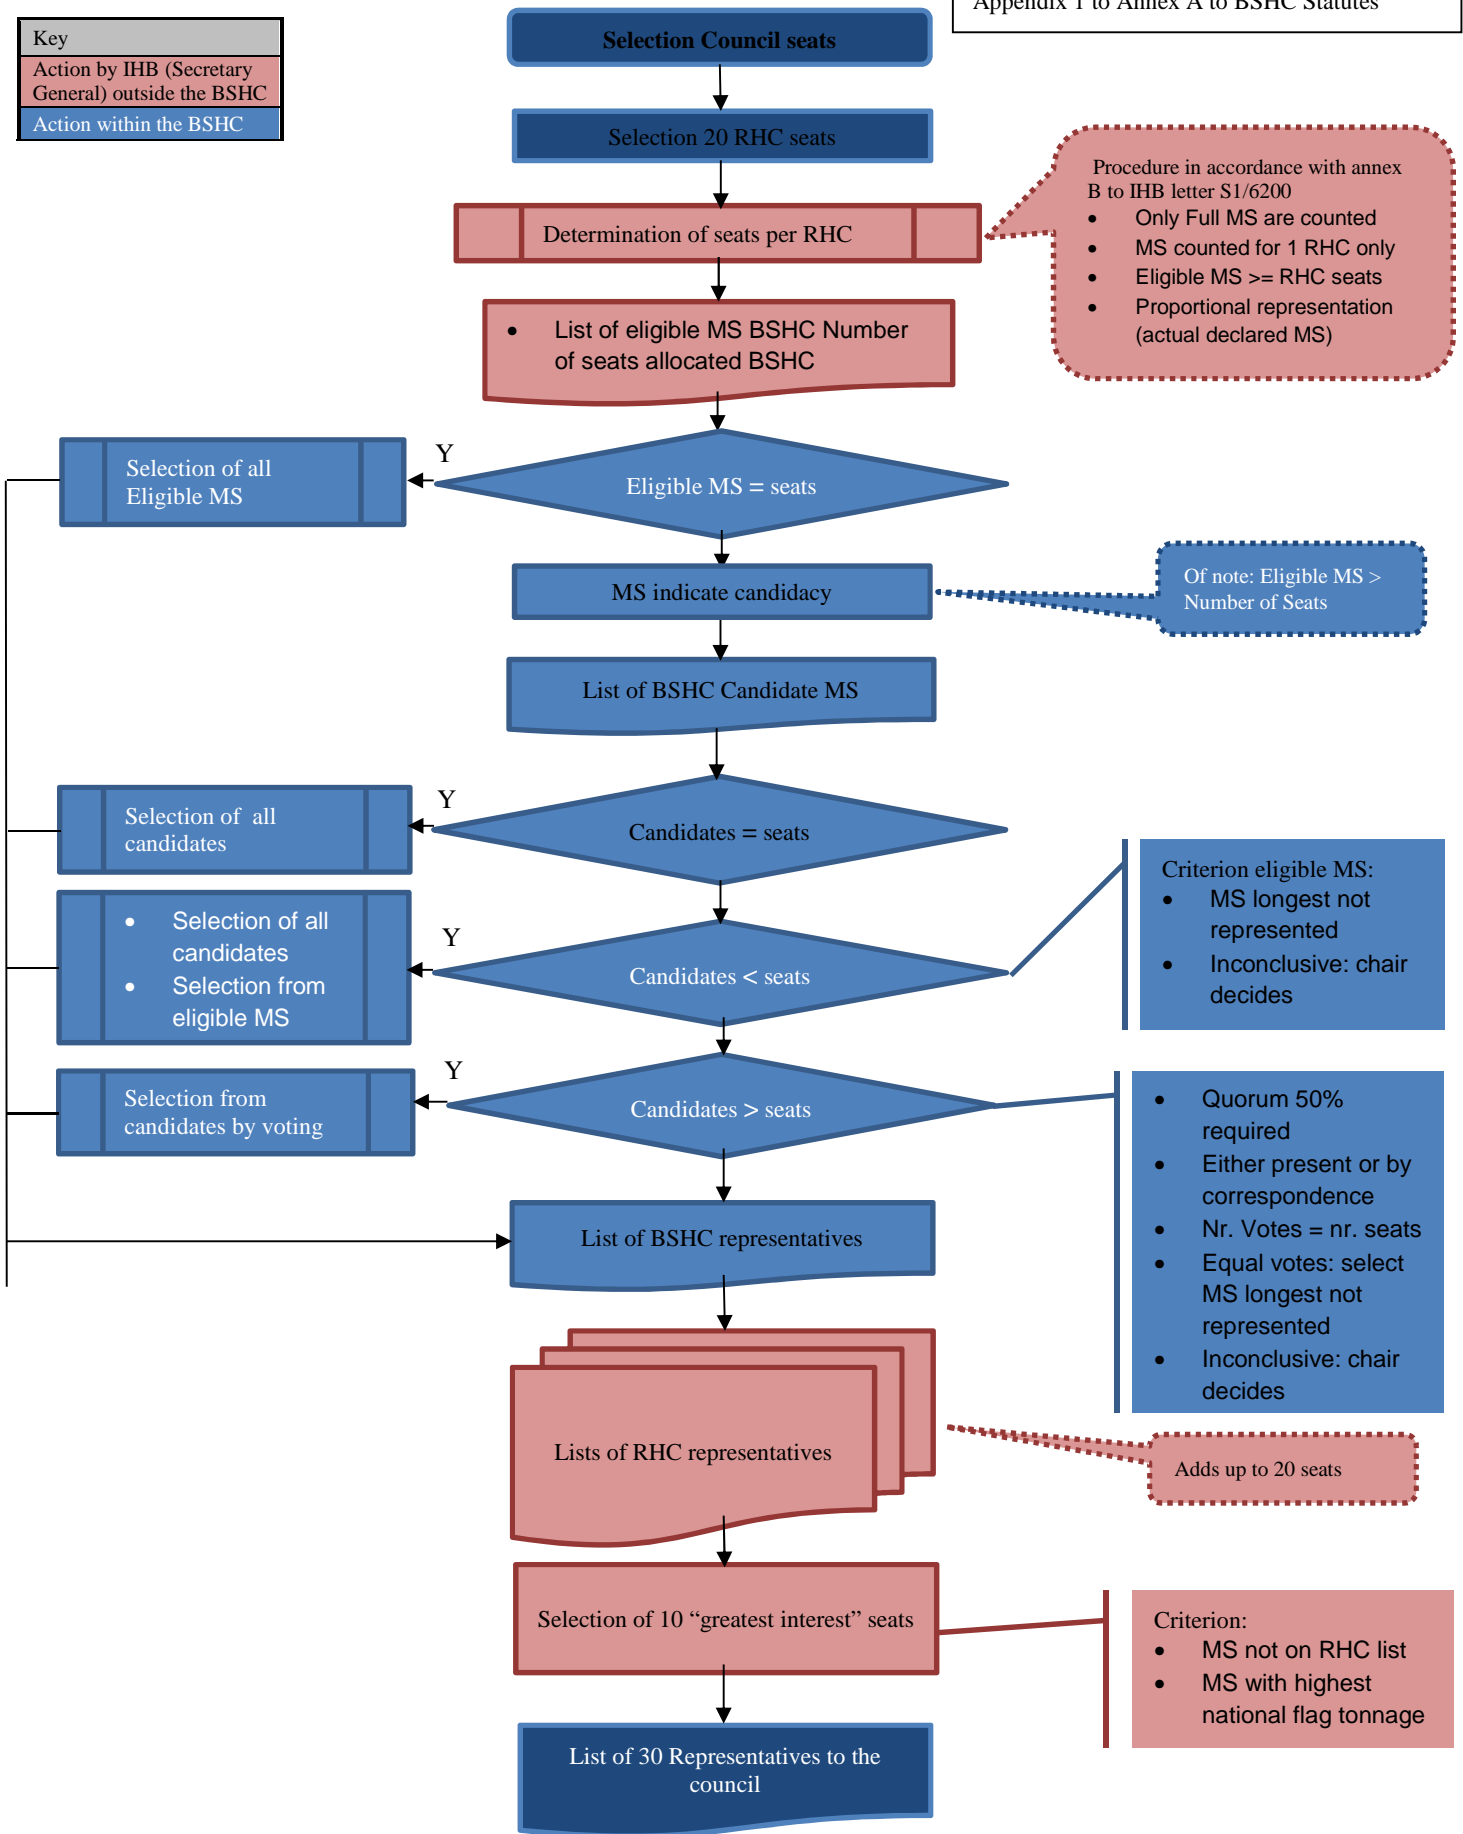 Appendix 1 to Annex A to BSHC Statutes
Key
Action by IHB (Secretary
General) outside the BSHC
Action within the BSHC
Selection Council seats
Selection 20 RHC seats
Procedure in accordance with annex
B to IHB letter S1/6200
• Only Full MS are counted
• MS counted for 1 RHC only
• Eligible MS >= RHC seats
• Proportional representation
(actual declared MS)
Determination of seats per RHC
• List of eligible MS BSHC Number
of seats allocated BSHC
Selection of all
Eligible MS
Y
Eligible MS = seats
MS indicate candidacy
Of note: Eligible MS >
Number of Seats
List of BSHC Candidate MS
Selection of all
candidates
Y
Candidates = seats
• Selection of all
candidates
• Selection from
eligible MS
Y
Candidates < seats
Criterion eligible MS:
• MS longest not
represented
• Inconclusive: chair
decides
Selection from
candidates by voting
Y
Candidates > seats
• Quorum 50%
required
• Either present or by
correspondence
• Nr. Votes = nr. seats
• Equal votes: select
MS longest not
represented
• Inconclusive: chair
decides
List of BSHC representatives
Lists of RHC representatives
Adds up to 20 seats
Selection of 10 “greatest interest” seats
Criterion:
• MS not on RHC list
• MS with highest
national flag tonnage
List of 30 Representatives to the
council